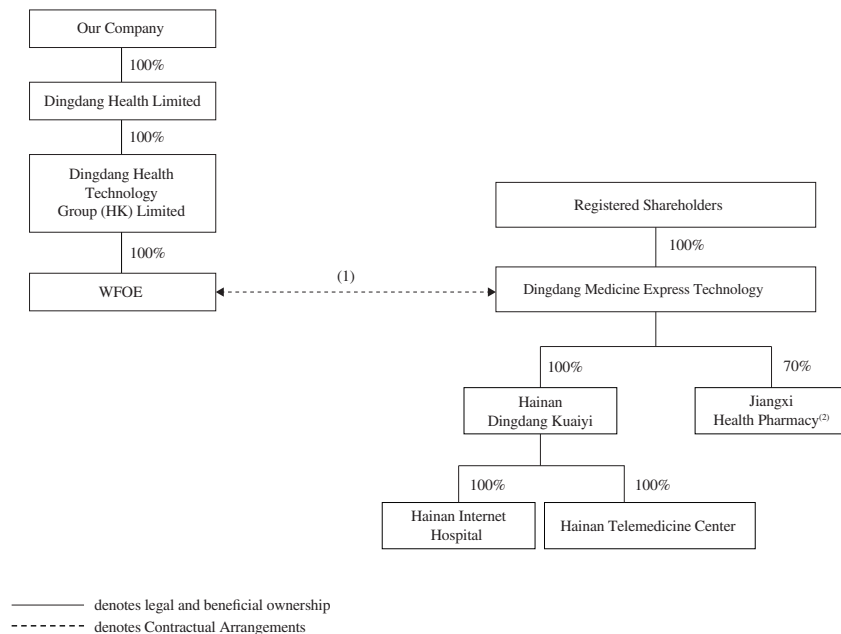 Our Company
100%
Dingdang Health Limited
100%
Dingdang Health
Technology
Group (HK) Limited
100%
WFOE
(1)
Registered Shareholders
100%
Dingdang Medicine Express Technology
100%
70%
Hainan
Dingdang Kuaiyi
Jiangxi
Health Pharmacy(2)
100%
100%
Hainan Internet
Hospital
Hainan Telemedicine Center
denotes legal and beneficial ownership
denotes Contractual Arrangements